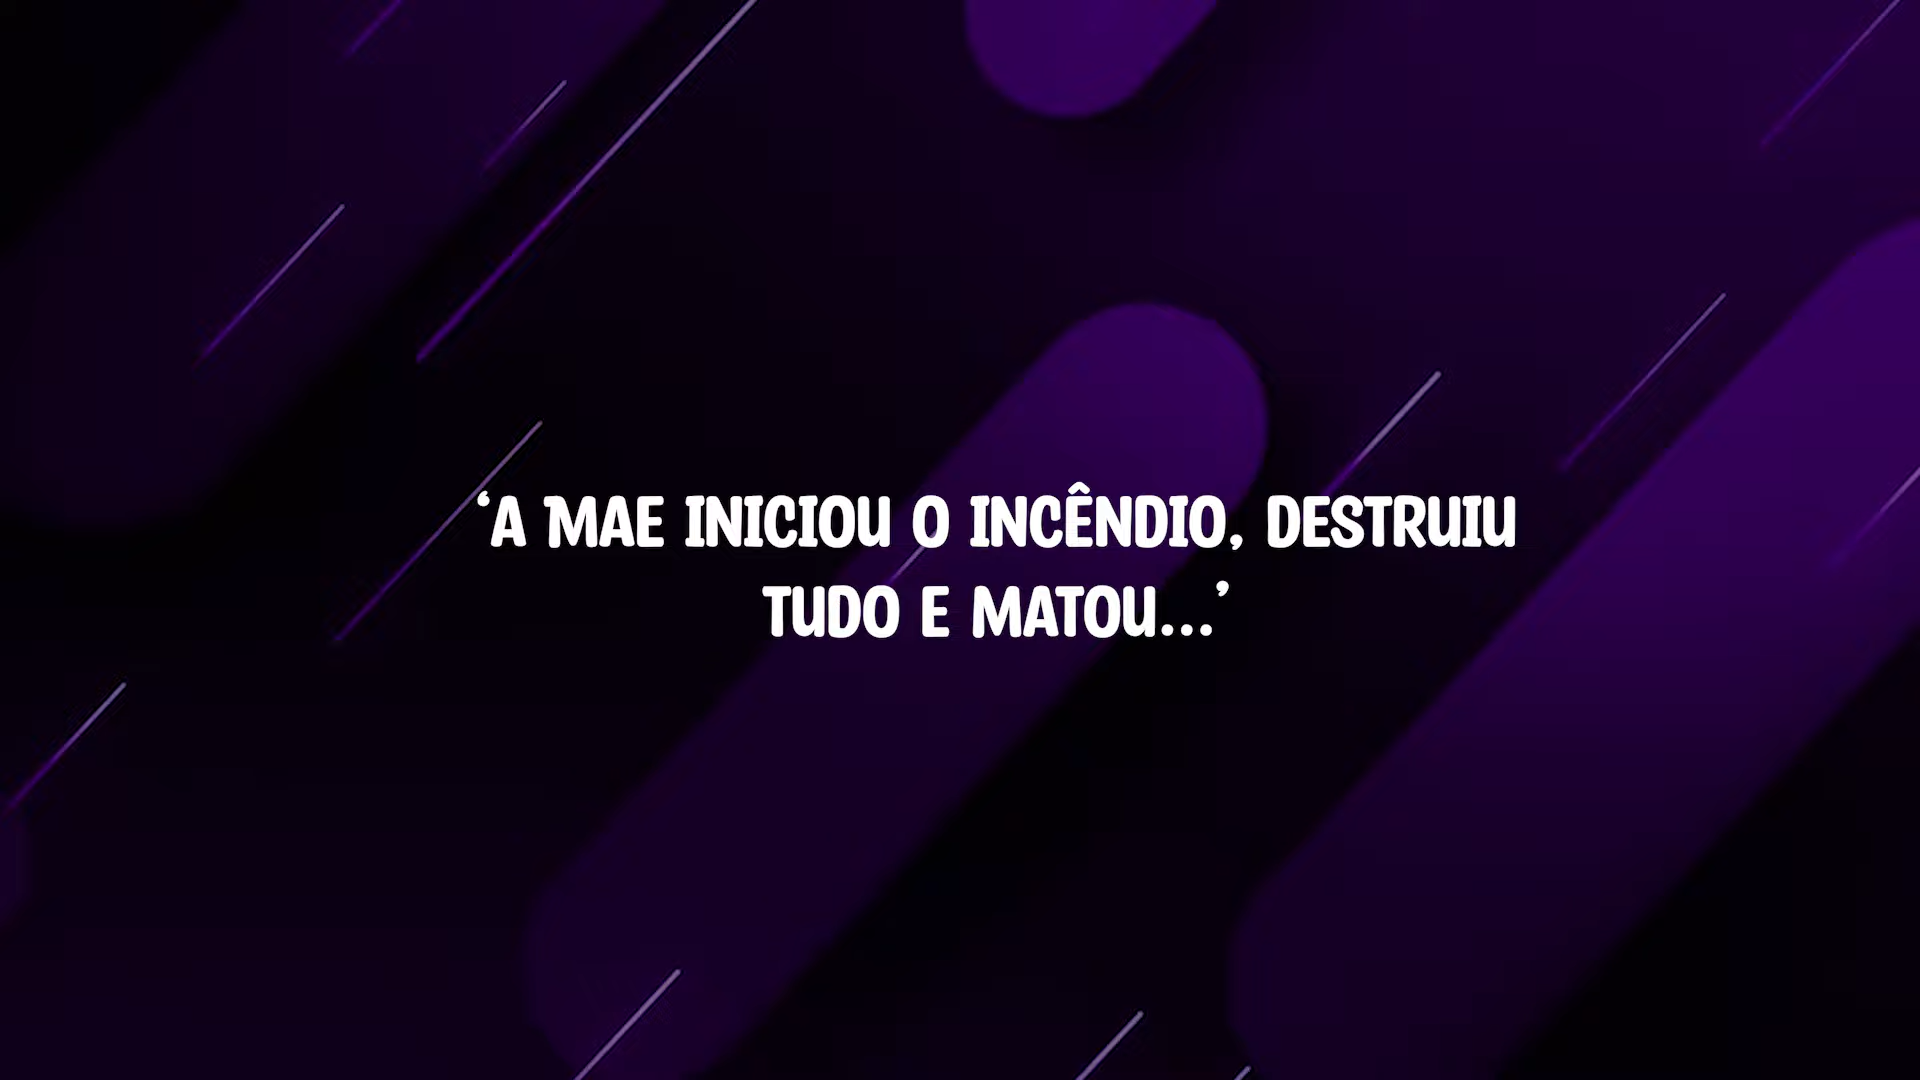 ‘A MAE INICIOU O INCÊNDIO, DESTRUIU
TUDO E MATOU...’